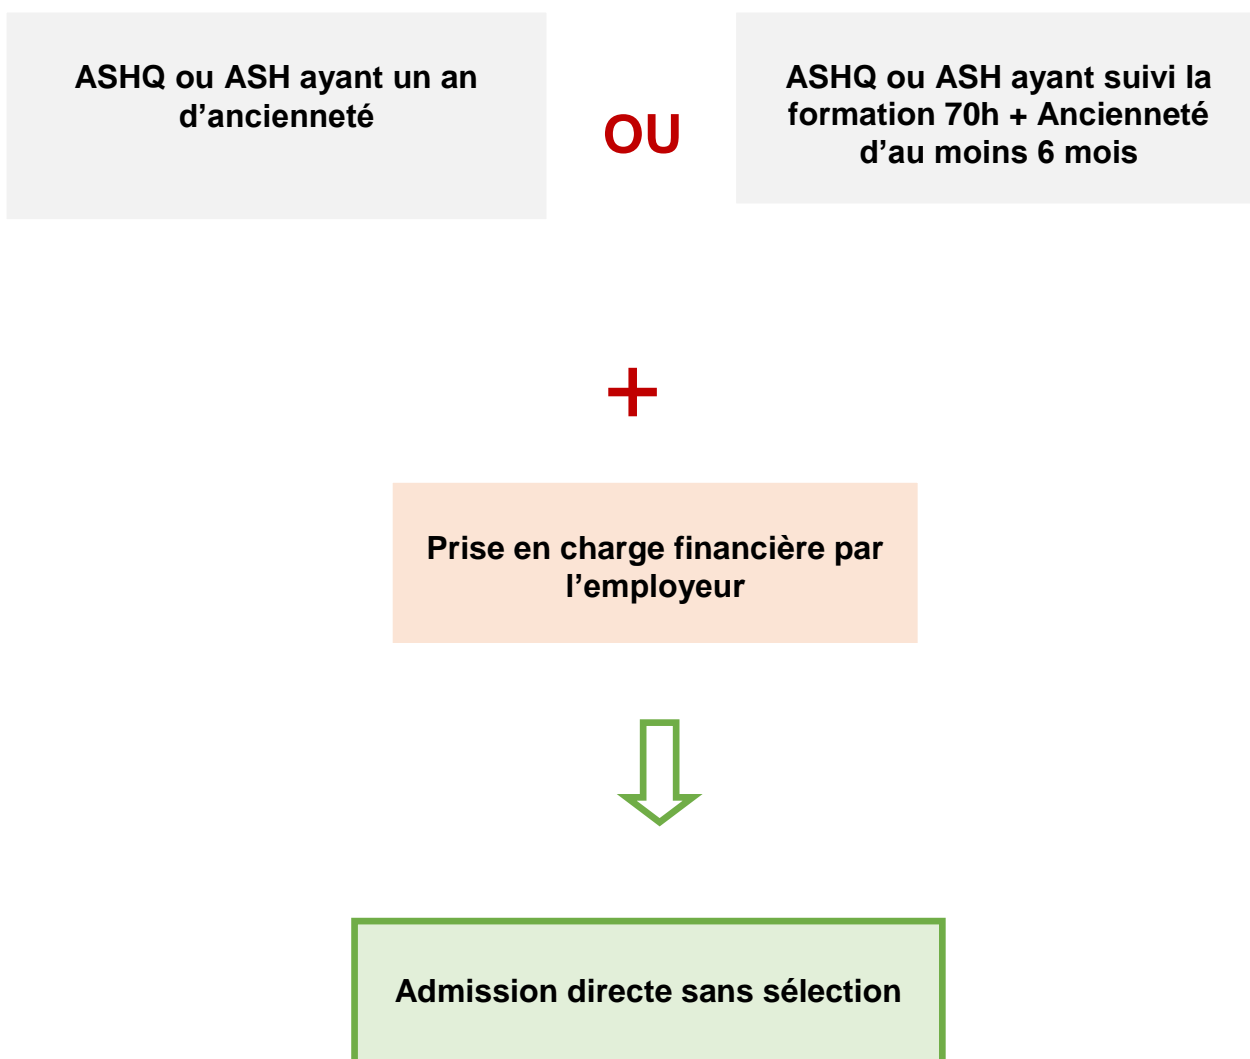 ASHQ ou ASH ayant un an
d’ancienneté
OU
ASHQ ou ASH ayant suivi la
formation 70h + Ancienneté
d’au moins 6 mois
+
Prise en charge financière par
l’employeur
Admission directe sans sélection